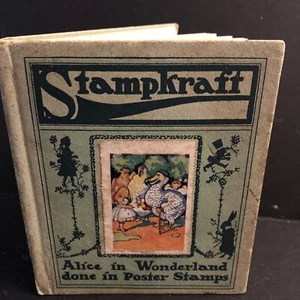 Stampkraft
Alice in Wonderland
done in Poster Stamps